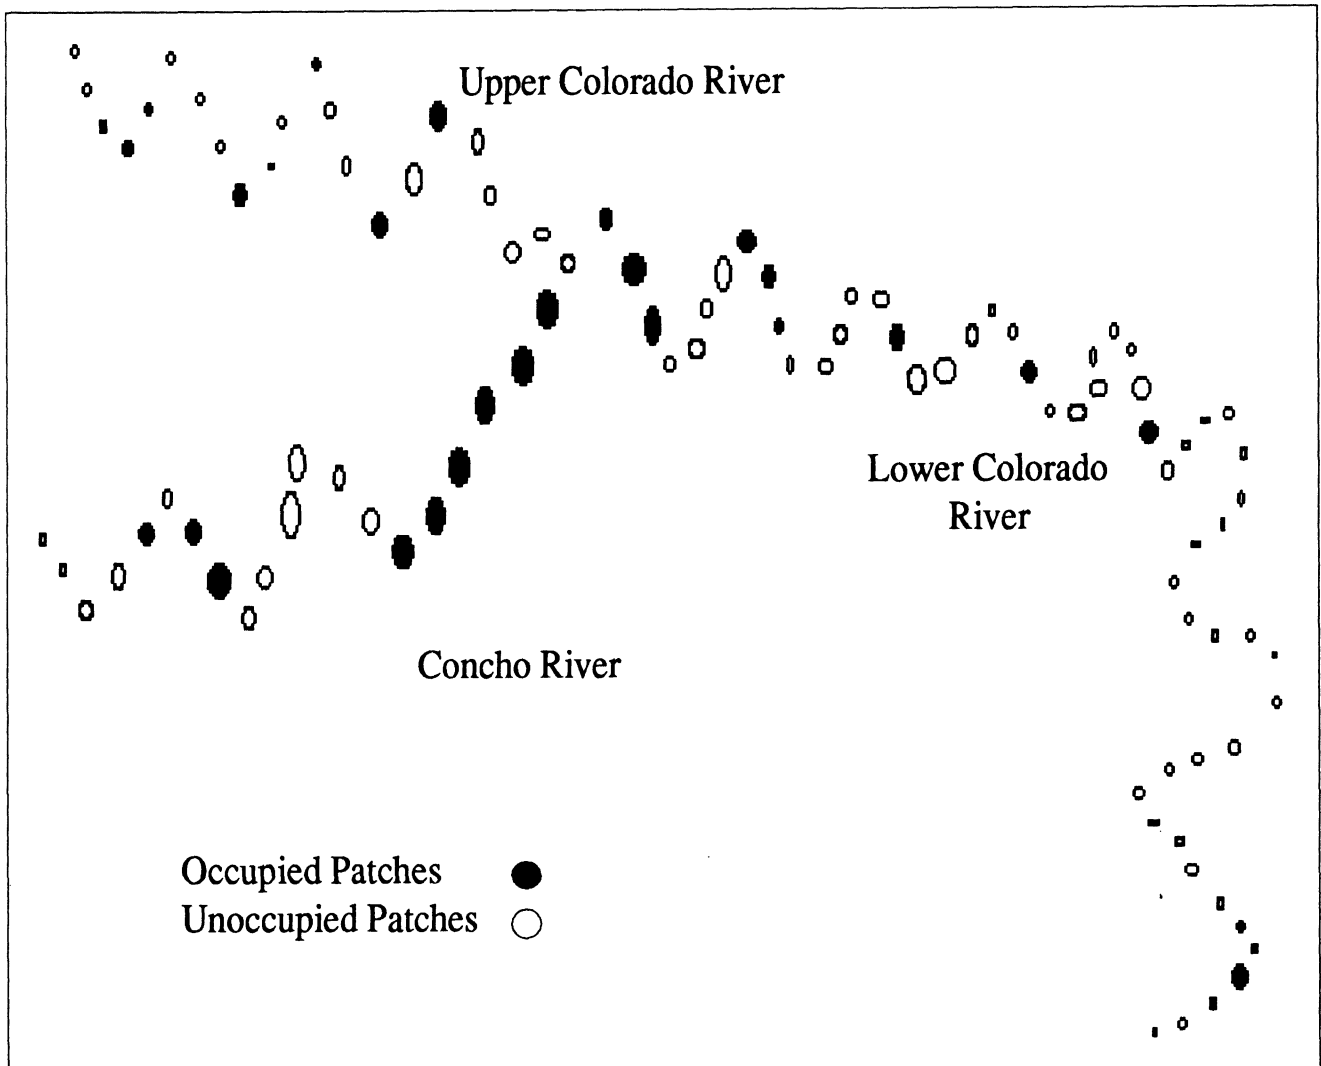 Upper Colorado River
Lower Colorado
River
Concho River
Occupied Patches
Unoccupied Patches